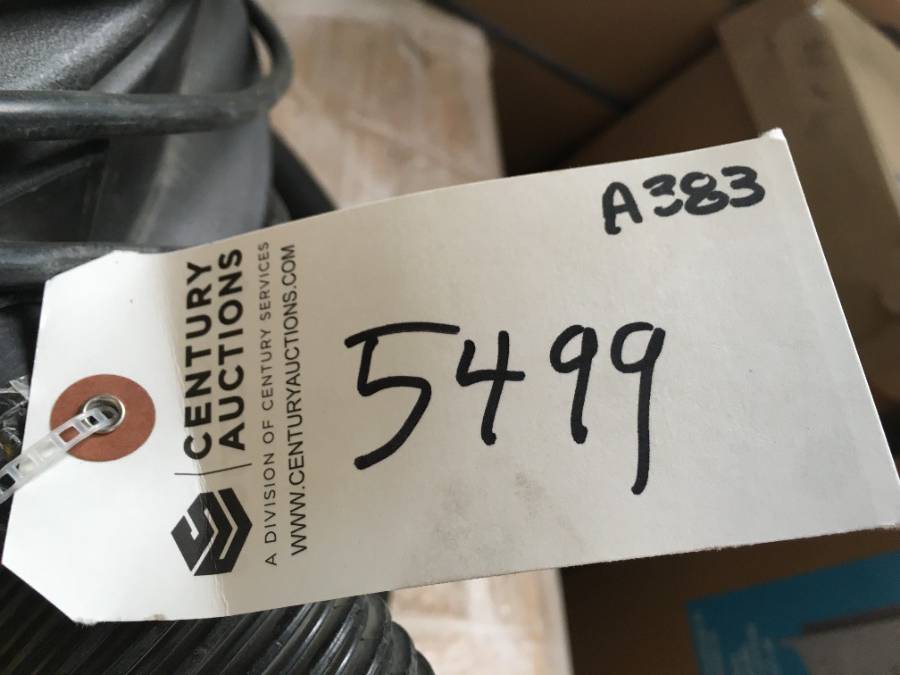 A383
5499
CENTURY
AUCTIONS
A DIVISION OF CENTURY SERVICES
WWW.CENTURYAUCTIONS.COM